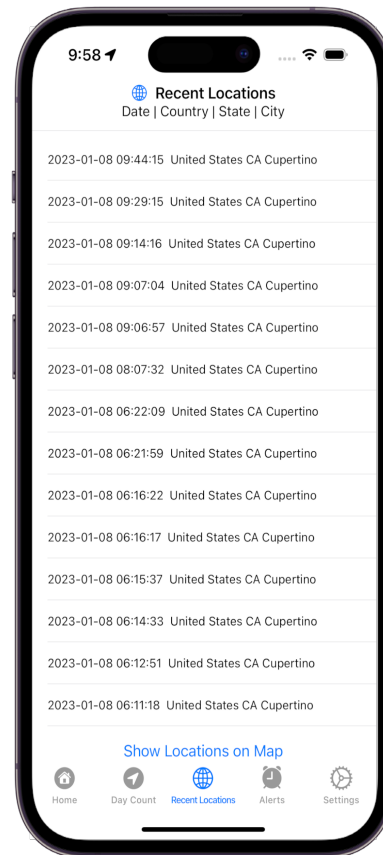 9:58
Recent Locations
Date | Country | State | City
2023-01-08 09:44:15 United States CA Cupertino
2023-01-08 09:29:15 United States CA Cupertino
2023-01-08 09:14:16 United States CA Cupertino
2023-01-08 09:07:04 United States CA Cupertino
2023-01-08 09:06:57 United States CA Cupertino
2023-01-08 08:07:32 United States CA Cupertino
2023-01-08 06:22:09 United States CA Cupertino
2023-01-08 06:21:59 United States CA Cupertino
2023-01-08 06:16:22 United States CA Cupertino
2023-01-08 06:16:17 United States CA Cupertino
2023-01-08 06:15:37 United States CA Cupertino
2023-01-08 06:14:33 United States CA Cupertino
2023-01-08 06:12:51 United States CA Cupertino
2023-01-08 06:11:18 United States CA Cupertino
Show Locations on Map
Home Day Count Recent Locations Alerts Settings